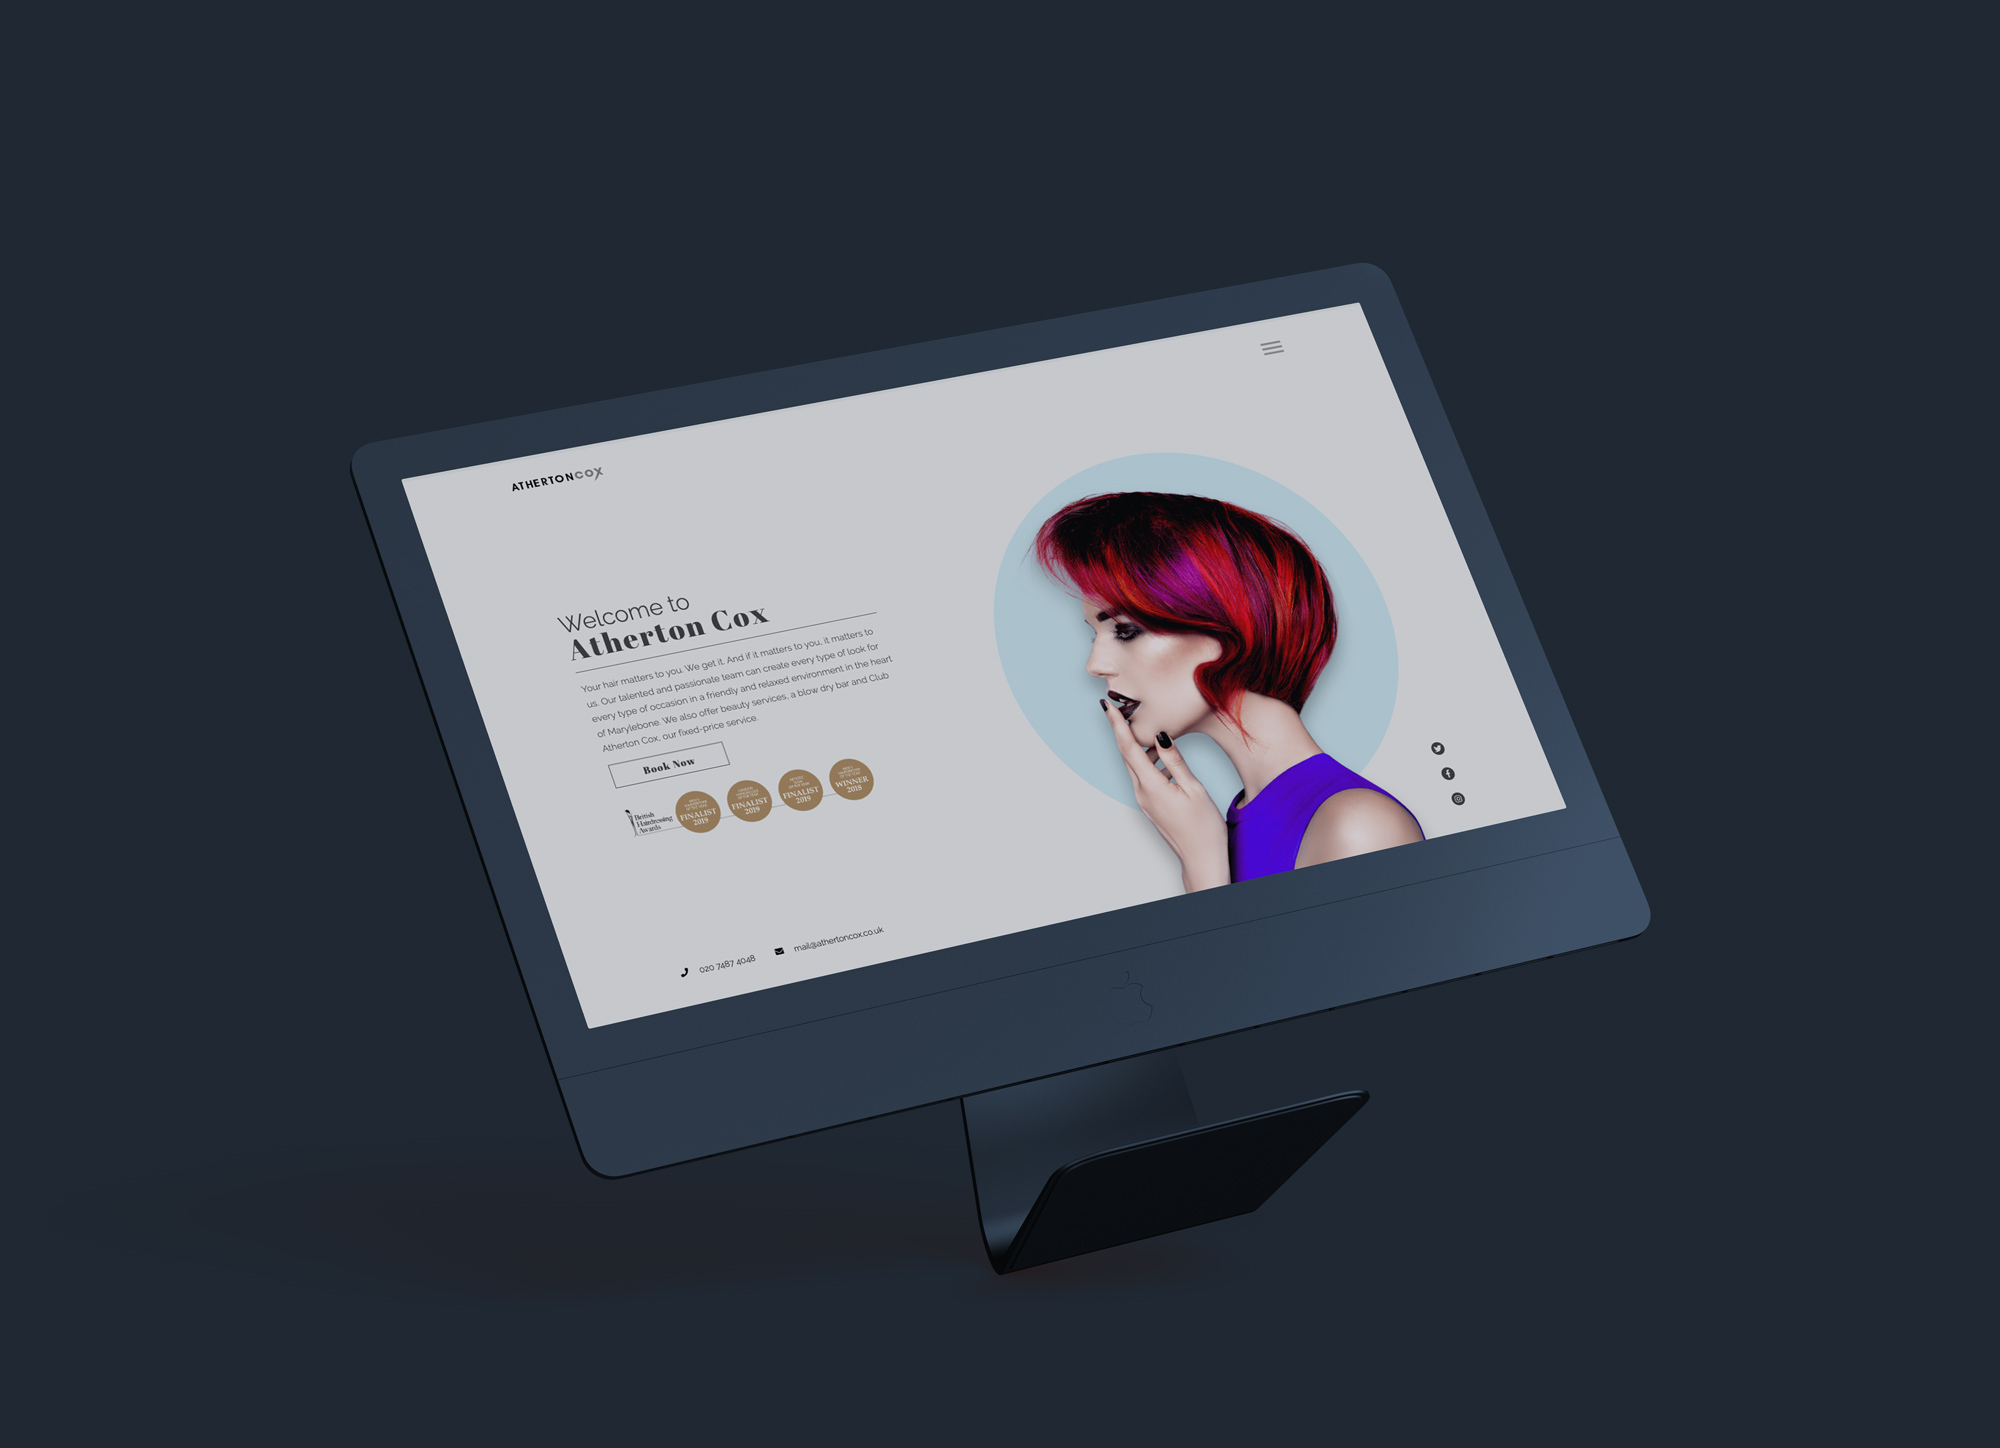 ATHERTONCOX
Welcome to
Atherton Cox
Your hair matters to you. We get it. And if it matters to you, it matters to
us. Our talented and passionate team can create every type of look for
every type of occasion in a friendly and relaxed environment in the heart
of Marylebone. We also offer beauty services, a blow dry bar and Club
Atherton Cox, our fixed-price service.
Book Now
British
Hairdressing
Awards
FINALIST
2019
FINALIST
2019
FINALIST
2019
WINNER
2018
020 7487 4048
mail@athertoncox.co.uk